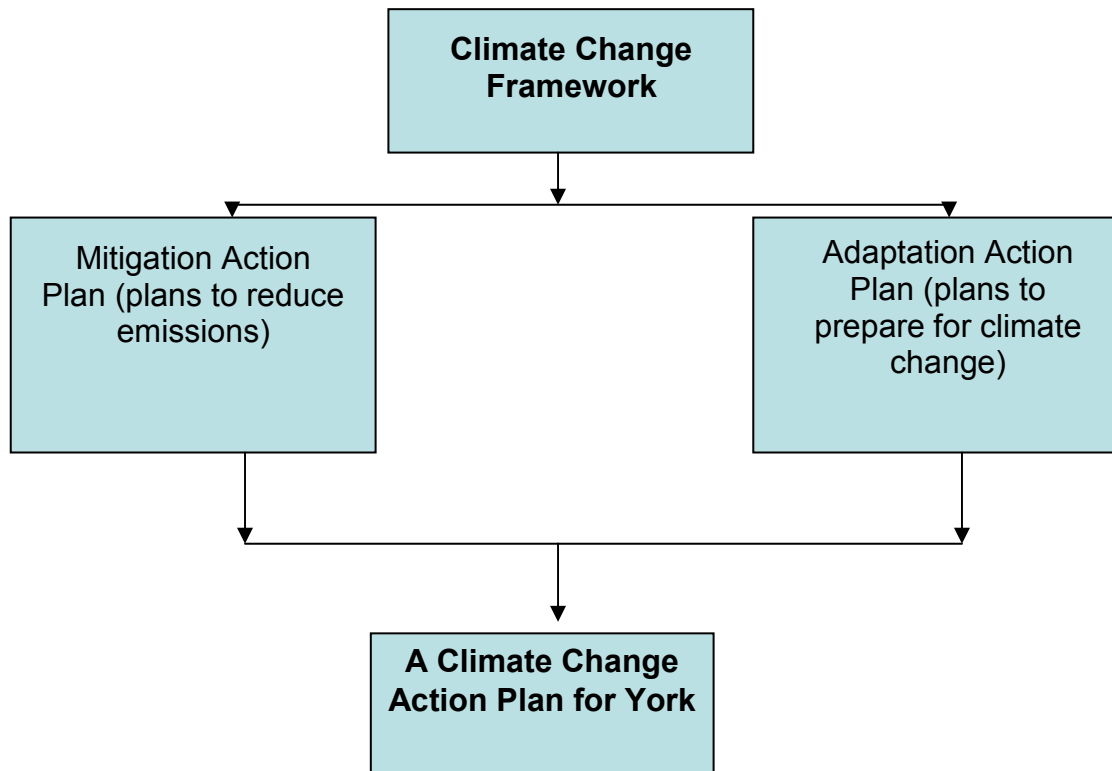 Climate Change
Framework
Mitigation Action
Plan (plans to reduce
emissions)
Adaptation Action
Plan (plans to
prepare for climate
change)
A Climate Change
Action Plan for York